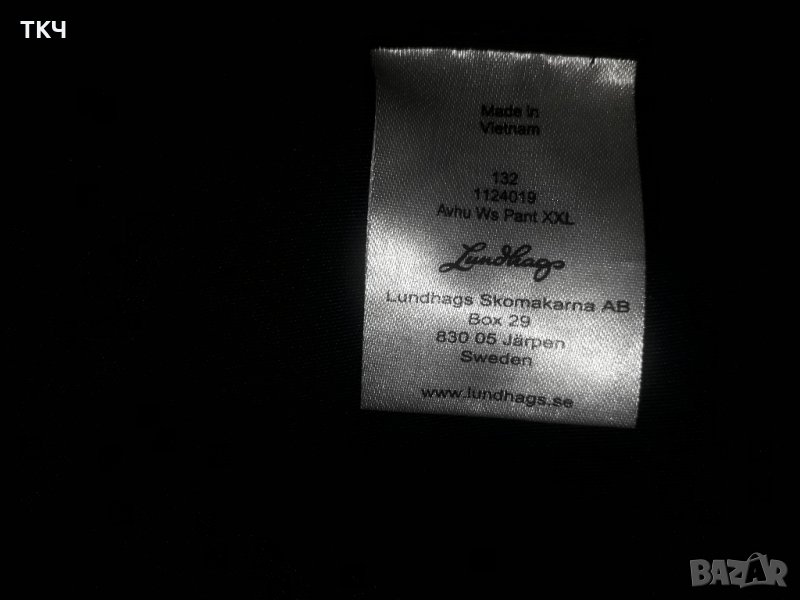 ТКЧ
Made in
Vietnam
132
1124019
Avhu Ws Pant XXL
Lundhags
Lundhags Skomakarna AB
Box 29
830 05 Järpen
Sweden
www.lundhags.se
BAZAR